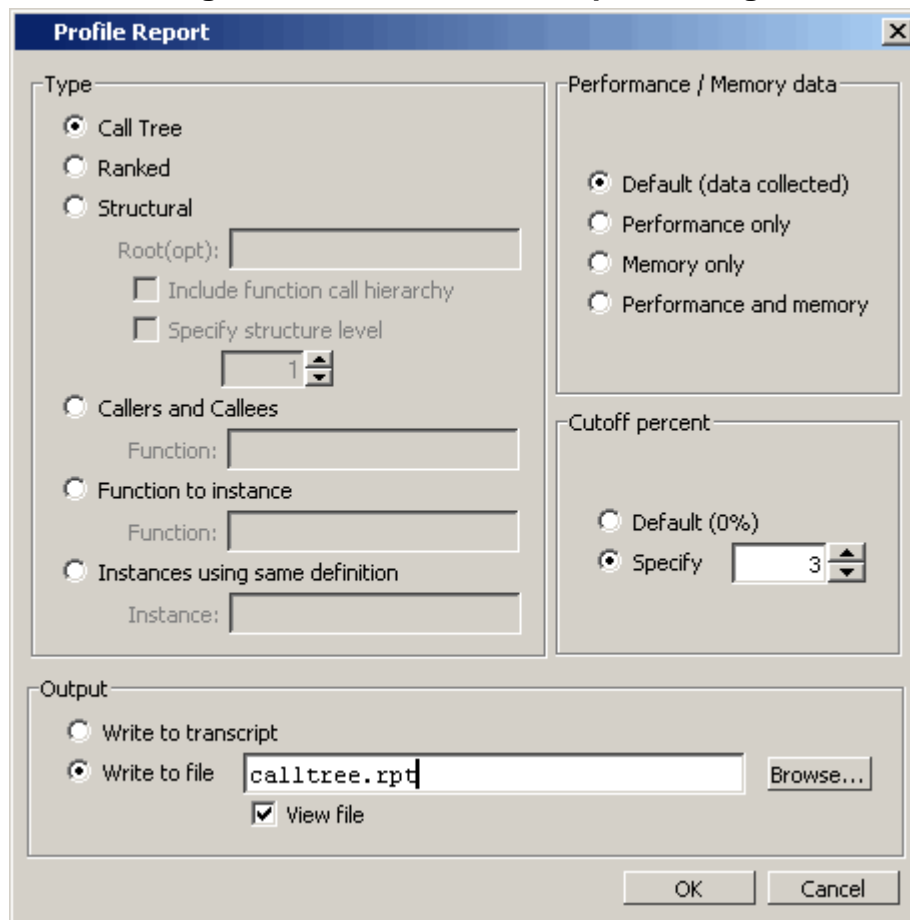 Profile Report
Type
Call Tree
Ranked
Structural
Root(opt):
Include function call hierarchy
Specify structure level
1
Callers and Callees
Function:
Function to instance
Function:
Instances using same definition
Instance:
Performance / Memory data
Default (data collected)
Performance only
Memory only
Performance and memory
Cutoff percent
Default (0%)
Specify 3
Output
Write to transcript
Write to file calltree.rpt Browse...
View file
OK Cancel